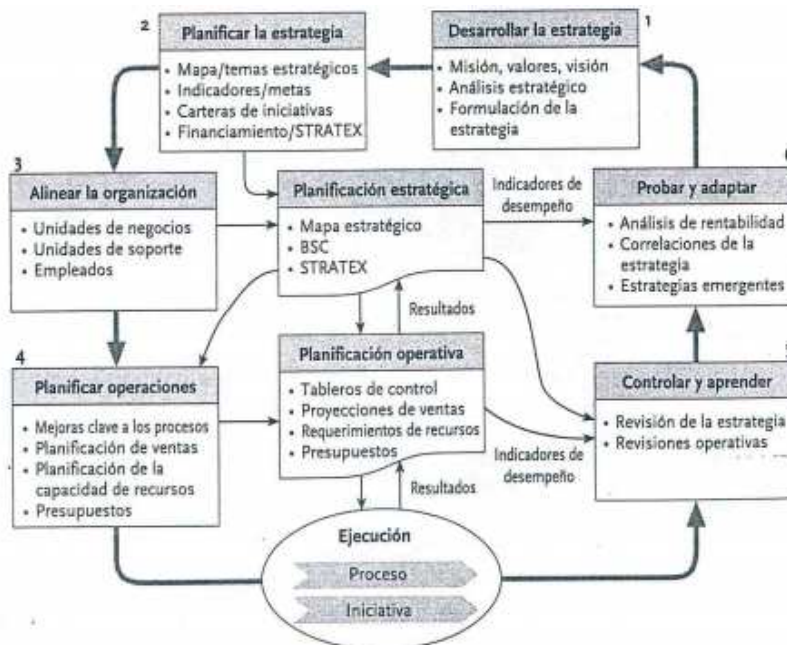 2
Planificar la estrategia
• Mapa/temas estratégicos
• Indicadores/metas
• Carteras de iniciativas
• Financiamiento/STRATEX
1
Desarrollar la estrategia
• Misión, valores, visión
• Análisis estratégico
• Formulación de la
estrategia
3
Alinear la organización
• Unidades de negocios
• Unidades de soporte
• Empleados
Planificación estratégica
• Mapa estratégico
• BSC
• STRATEX
Indicadores de
desempeño
6
Probar y adaptar
• Análisis de rentabilidad
• Correlaciones de la
estrategia
• Estrategias emergentes
Resultados
4
Planificar operaciones
• Mejoras clave a los procesos
• Planificación de ventas
• Planificación de la
capacidad de recursos
• Presupuestos
Planificación operativa
• Tableros de control
• Proyecciones de ventas
• Requerimientos de recursos
• Presupuestos
Indicadores de
desempeño
5
Controlar y aprender
• Revisión de la estrategia
• Revisiones operativas
Resultados
Ejecución
Proceso
Iniciativa